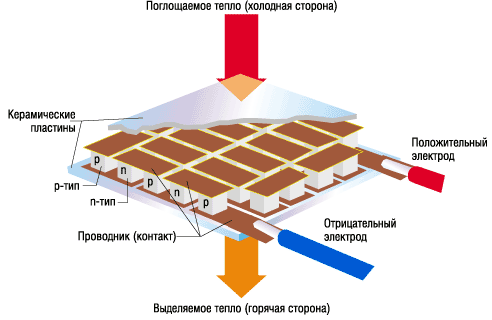 Поглощаемое тепло (холодная сторона)
Керамические
пластины
Положительный
электрод
p
n
p
n
p
p-тип
n-тип
Проводник (контакт)
Отрицательный
электрод
Выделяемое тепло (горячая сторона)